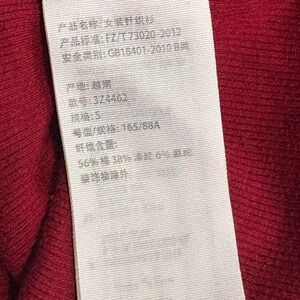 产品名称: 女装针织衫
产品标准: FZ/T 73020-2012
安全类别: GB18401-2010 B类
产地: 越南
款号: 3Z4462
规格: S
号型/规格: 165/88A
纤维含量:
56% 棉 38% 涤纶 6% 氨纶
装饰物除外